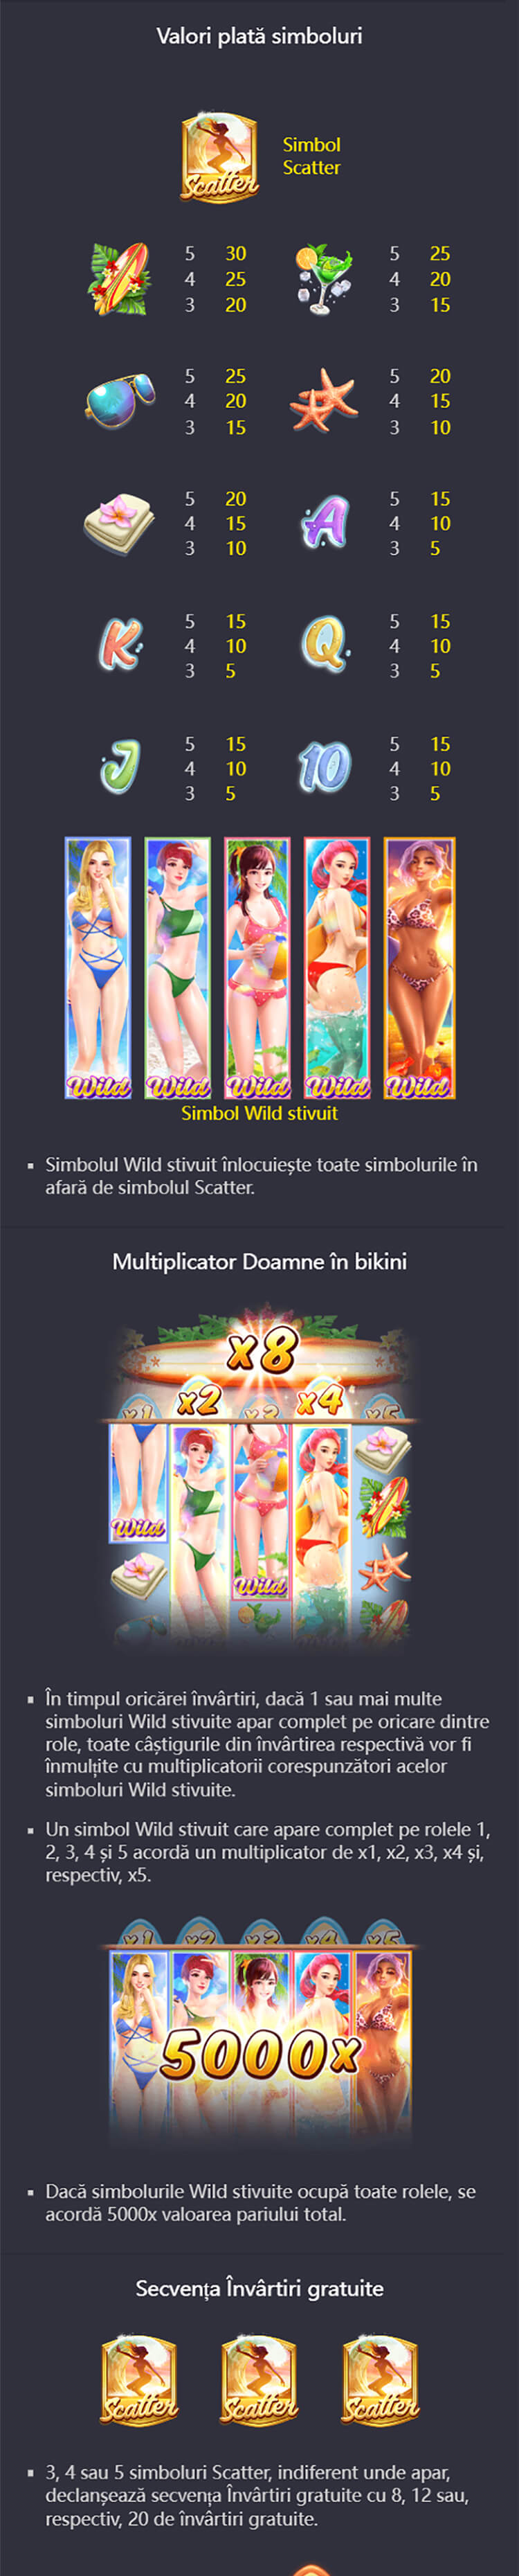 Valori plată simboluri
Scatter
Simbol
Scatter
5 30
4 25
3 20
5 25
4 20
3 15
5 25
4 20
3 15
5 20
4 15
3 10
5 20
4 15
3 10
A
5 15
4 10
3 5
K
5 15
4 10
3 5
Q
5 15
4 10
3 5
J
5 15
4 10
3 5
10
5 15
4 10
3 5
Wild Wild Wild Wild Wild
Simbol Wild stivuit
Simbolul Wild stivuit înlocuiește toate simbolurile în
afară de simbolul Scatter.
Multiplicator Doamne în bikini
x8
x1 x2 x3 x4 x5
Wild
Wild
În timpul oricărei învârtiri, dacă 1 sau mai multe
simboluri Wild stivuite apar complet pe oricare dintre
role, toate câștigurile din învârtirea respectivă vor fi
înmulțite cu multiplicatorii corespunzători acelor
simboluri Wild stivuite.
Un simbol Wild stivuit care apare complet pe rolele 1,
2, 3, 4 și 5 acordă un multiplicator de x1, x2, x3, x4 și,
respectiv, x5.
x1 x2 x3 x4 x5
5000x
Dacă simbolurile Wild stivuite ocupă toate rolele, se
acordă 5000x valoarea pariului total.
Secvența Învârtiri gratuite
Scatter Scatter Scatter
3, 4 sau 5 simboluri Scatter, indiferent unde apar,
declanșează secvența Învârtiri gratuite cu 8, 12 sau,
respectiv, 20 de învârtiri gratuite.